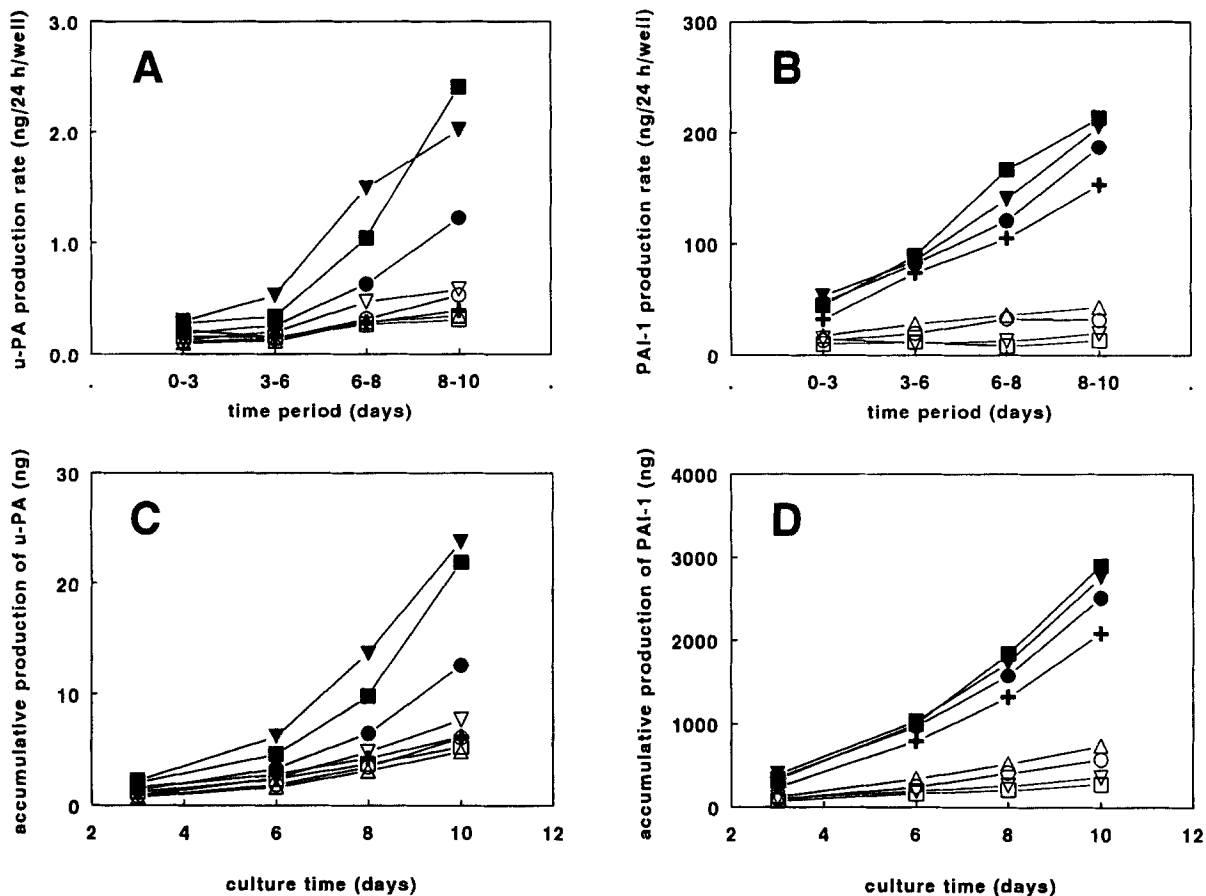 A
u-PA production rate (ng/24 h/well)
3.0
2.0
1.0
0.0
0-3 3-6 6-8 8-10
time period (days)
B
PAI-1 production rate (ng/24 h/well)
300
200
100
0
0-3 3-6 6-8 8-10
time period (days)
C
accumulative production of u-PA (ng)
30
20
10
0
2 4 6 8 10 12
culture time (days)
D
accumulative production of PAI-1 (ng)
4000
3000
2000
1000
0
2 4 6 8 10 12
culture time (days)